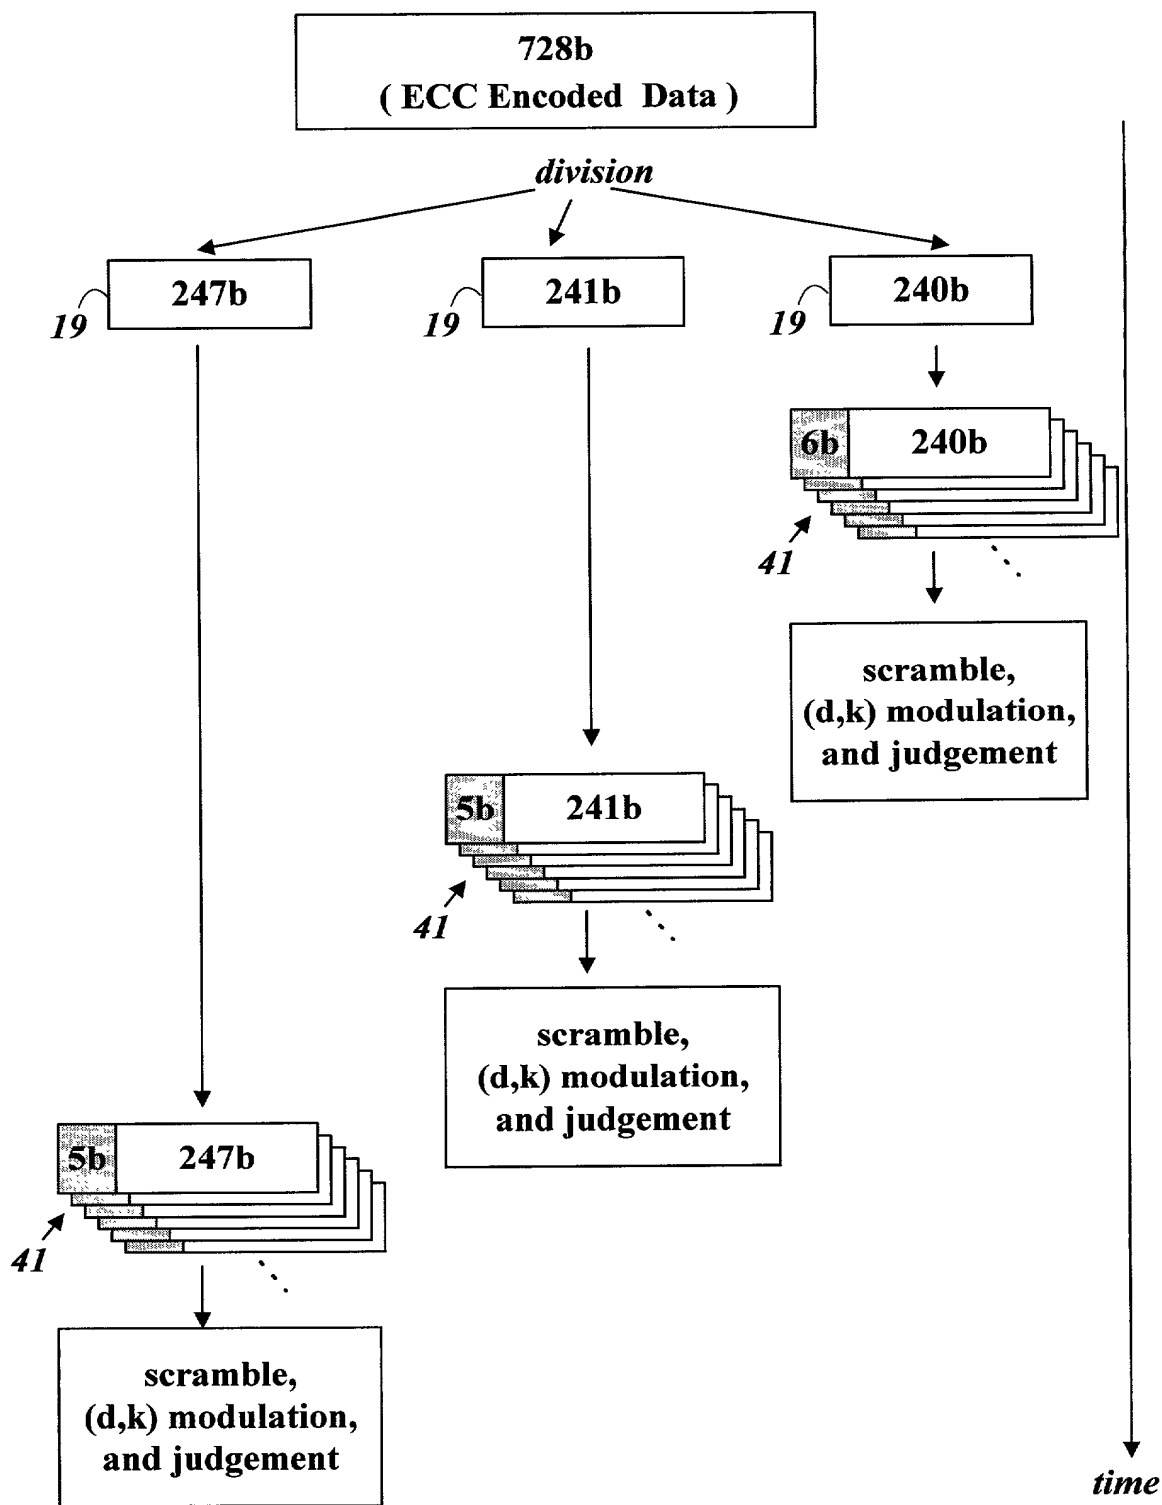 728b
( ECC Encoded Data )
division
247b
241b
240b
19
19
19
6b 240b
41
scramble,
(d,k) modulation,
and judgement
5b 241b
41
scramble,
(d,k) modulation,
and judgement
5b 247b
41
scramble,
(d,k) modulation,
and judgement
time